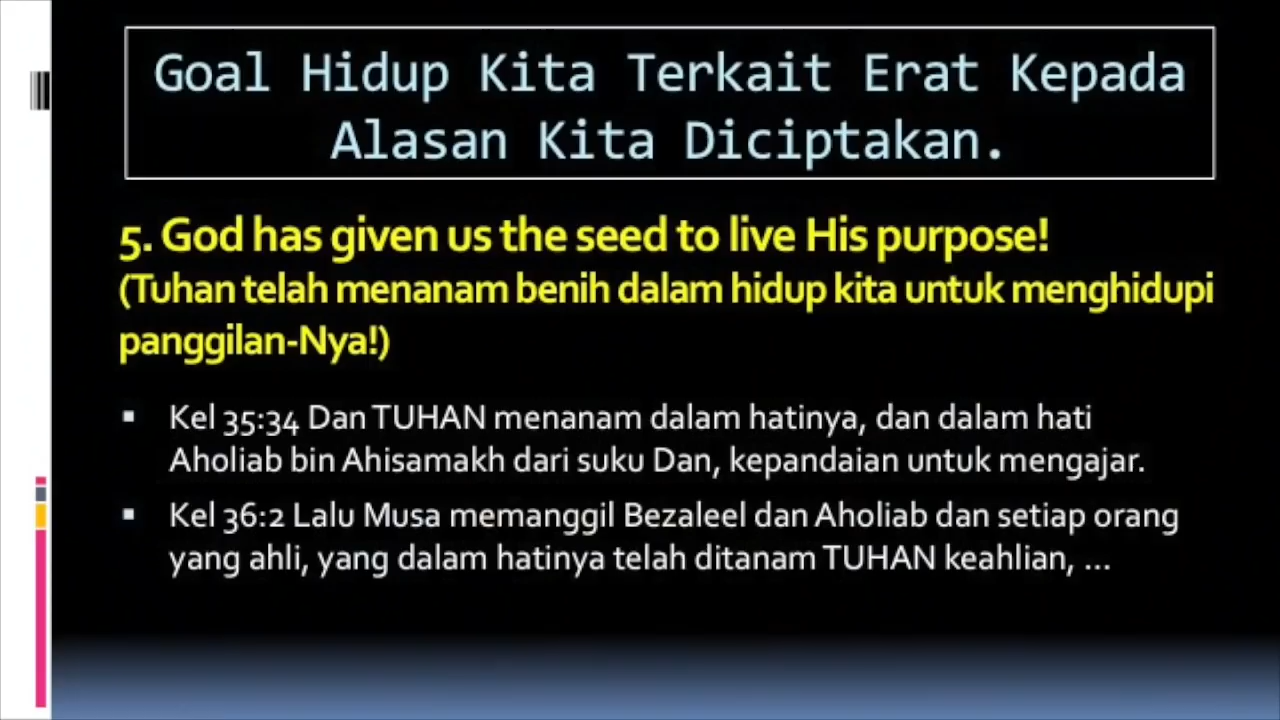 Goal Hidup Kita Terkait Erat Kepada
Alasan Kita Diciptakan.
5. God has given us the seed to live His purpose!
(Tuhan telah menanam benih dalam hidup kita untuk menghidupi
panggilan-Nya!)
▪ Kel 35:34 Dan TUHAN menanam dalam hatinya, dan dalam hati
Aholiab bin Ahisamakh dari suku Dan, kepandaian untuk mengajar.
▪ Kel 36:2 Lalu Musa memanggil Bezaleel dan Aholiab dan setiap orang
yang ahli, yang dalam hatinya telah ditanam TUHAN keahlian, ...